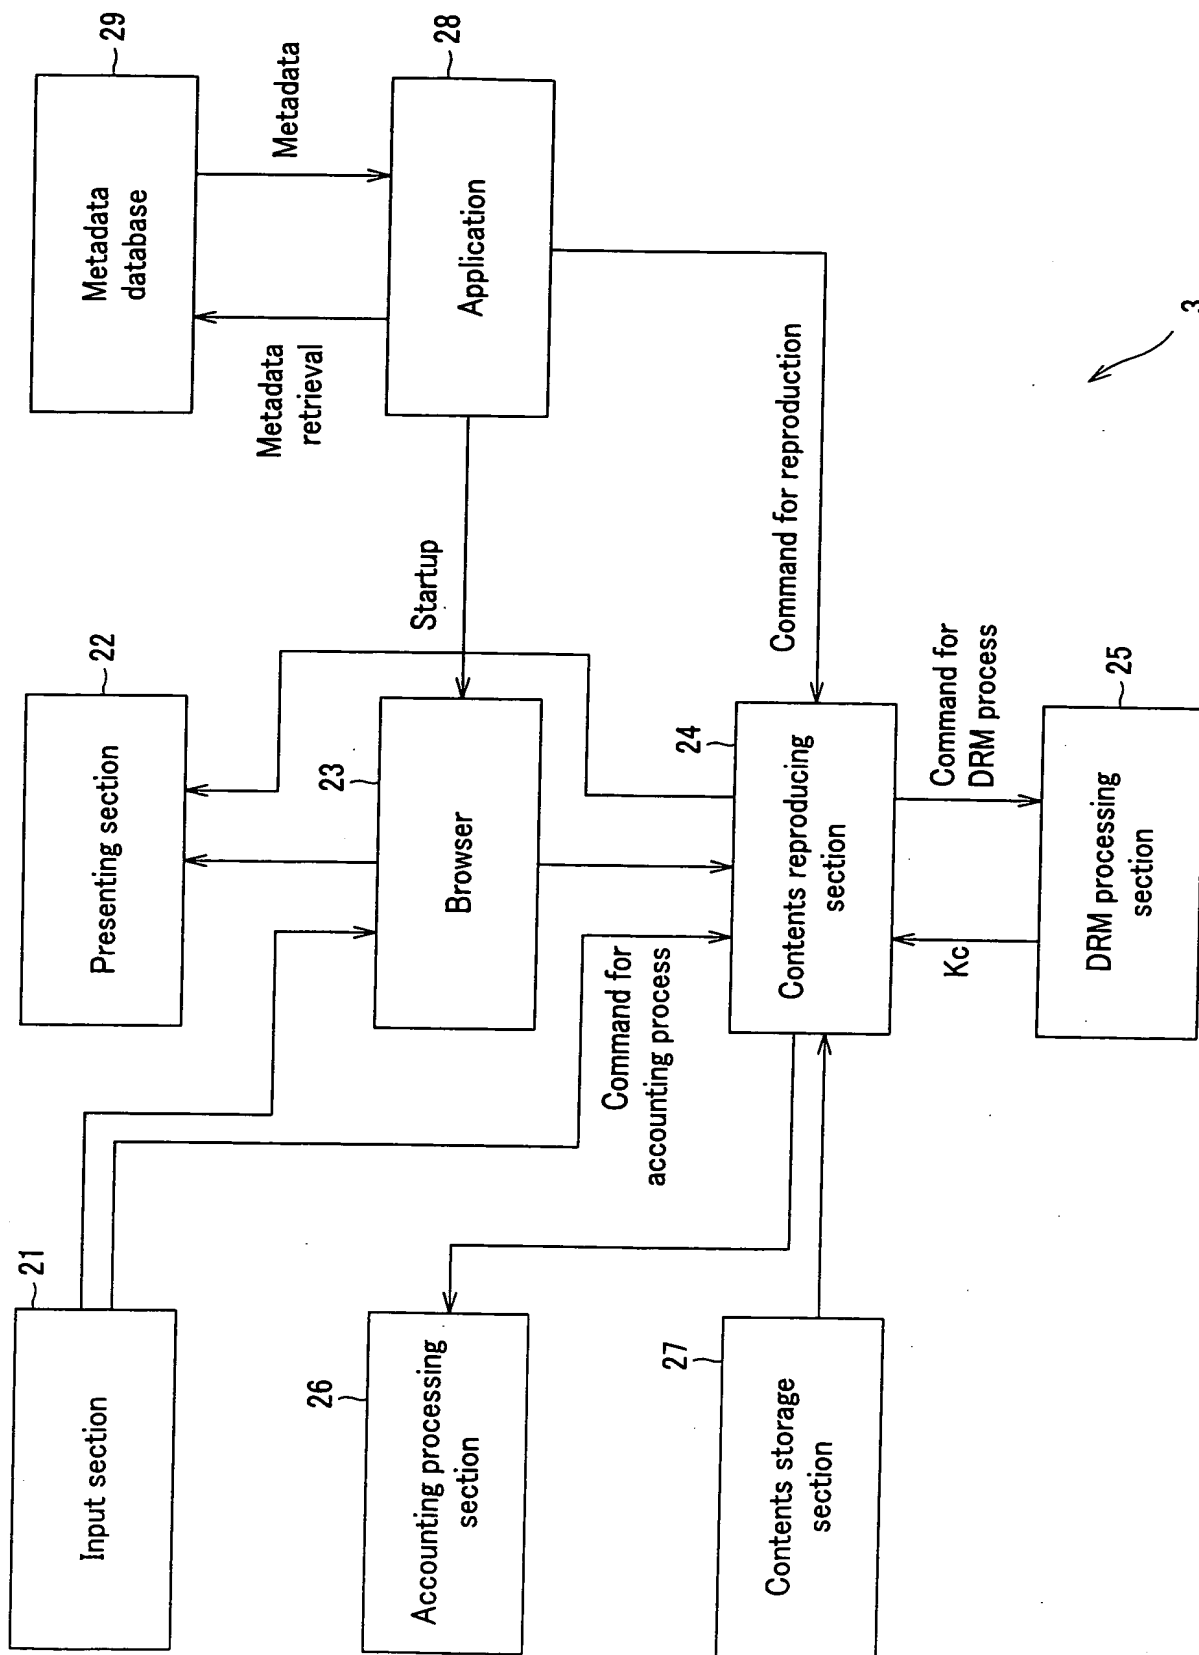 21
Input section
22
Presenting section
29
Metadata
database
Metadata
retrieval
Metadata
26
Accounting processing
section
23
Browser
Startup
28
Application
Command for
accounting process
27
Contents storage
section
24
Contents reproducing
section
Command for reproduction
Kc
Command for
DRM process
25
DRM processing
section
3